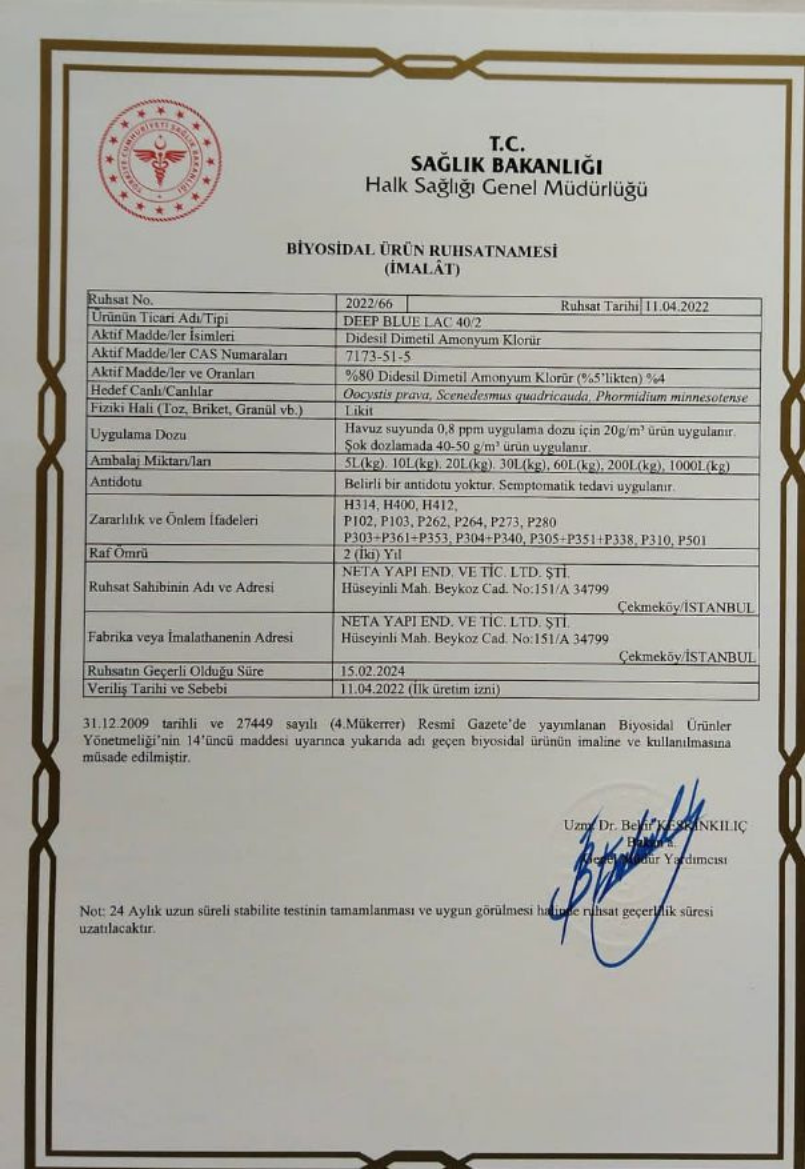 TÜRKİYE CUMHURİYETİ SAĞLIK BAKANLIĞI
T.C.
SAĞLIK BAKANLIĞI
Halk Sağlığı Genel Müdürlüğü
BİYOSİDAL ÜRÜN RUHSATNAMESİ
(İMALÂT)
Ruhsat No. 2022/66 Ruhsat Tarihi 11.04.2022
Ürünün Ticari Adı/Tipi DEEP BLUE LAC 40/2
Aktif Madde/ler İsimleri Didesil Dimetil Amonyum Klorür
Aktif Madde/ler CAS Numaraları 7173-51-5
Aktif Madde/ler ve Oranları %80 Didesil Dimetil Amonyum Klorür (%5'likten) %4
Hedef Canlı/Canlılar Oocystis prava, Scenedesmus quadricauda, Phormidium minnesotense
Fiziki Hali (Toz, Briket, Granül vb.) Likit
Uygulama Dozu Havuz suyunda 0,8 ppm uygulama dozu için 20g/m³ ürün uygulanır.
Şok dozlamada 40-50 g/m³ ürün uygulanır.
Ambalaj Miktarı/ları 5L(kg). 10L(kg). 20L(kg). 30L(kg), 60L(kg), 200L(kg), 1000L(kg)
Antidotu Belirli bir antidotu yoktur. Semptomatik tedavi uygulanır.
Zararlılık ve Önlem İfadeleri H314, H400, H412,
P102, P103, P262, P264, P273, P280
P303+P361+P353, P304+P340, P305+P351+P338, P310, P501
Raf Ömrü 2 (İki) Yıl
Ruhsat Sahibinin Adı ve Adresi NETA YAPI END. VE TİC. LTD. ŞTİ.
Hüseyinli Mah. Beykoz Cad. No:151/A 34799
Çekmeköy/İSTANBUL
Fabrika veya İmalathanenin Adresi NETA YAPI END. VE TİC. LTD. ŞTİ.
Hüseyinli Mah. Beykoz Cad. No:151/A 34799
Çekmeköy/İSTANBUL
Ruhsatın Geçerli Olduğu Süre 15.02.2024
Veriliş Tarihi ve Sebebi 11.04.2022 (İlk üretim izni)
31.12.2009 tarihli ve 27449 sayılı (4.Mükerrer) Resmî Gazete'de yayımlanan Biyosidal Ürünler
Yönetmeliği'nin 14'üncü maddesi uyarınca yukarıda adı geçen biyosidal ürünün imaline ve kullanılmasına
müsade edilmiştir.
Uzm. Dr. Bekir KESKİNKILIÇ
Bakan a.
Genel Müdür Yardımcısı
Not: 24 Aylık uzun süreli stabilite testinin tamamlanması ve uygun görülmesi halinde ruhsat geçerlilik süresi
uzatılacaktır.